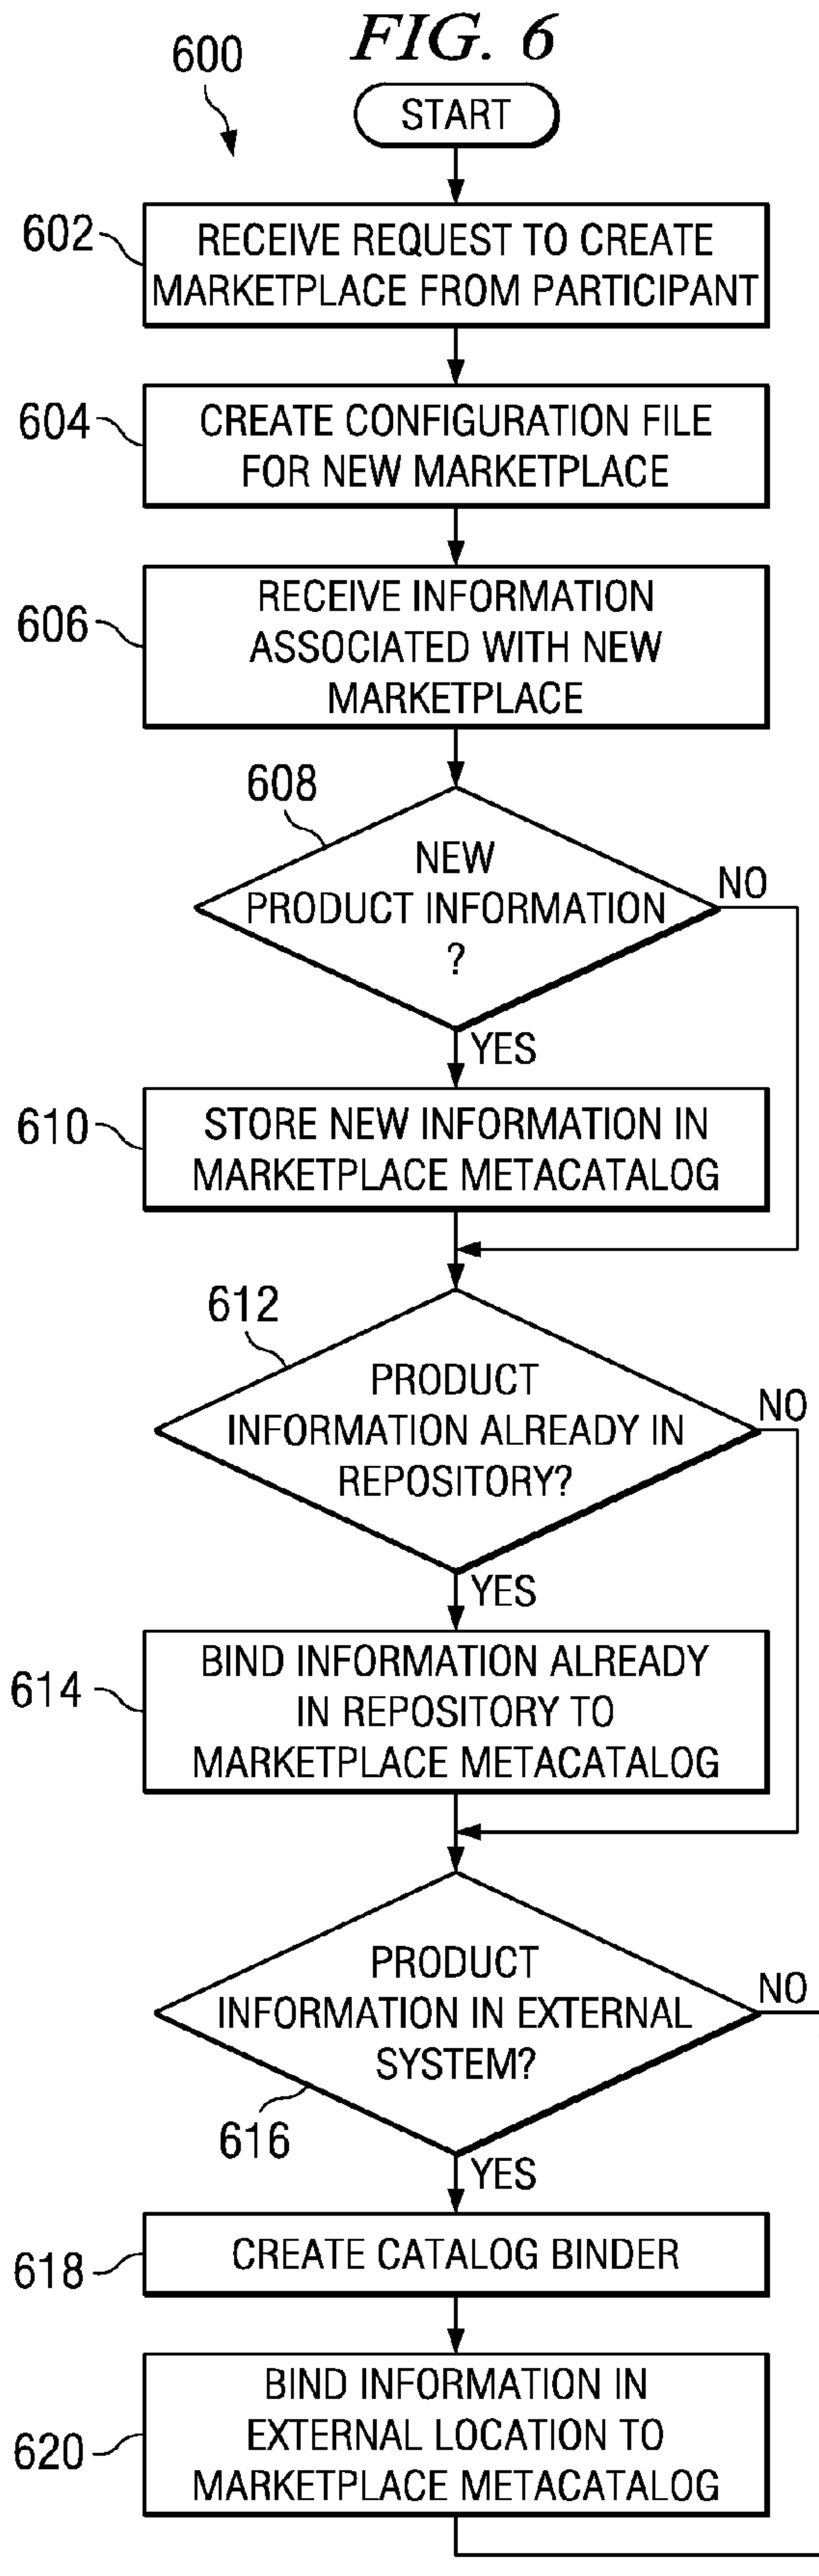 FIG. 6
600
START
602
RECEIVE REQUEST TO CREATE
MARKETPLACE FROM PARTICIPANT
604
CREATE CONFIGURATION FILE
FOR NEW MARKETPLACE
606
RECEIVE INFORMATION
ASSOCIATED WITH NEW
MARKETPLACE
608
NEW
PRODUCT INFORMATION
?
NO
YES
610
STORE NEW INFORMATION IN
MARKETPLACE METACATALOG
612
PRODUCT
INFORMATION ALREADY IN
REPOSITORY?
NO
YES
614
BIND INFORMATION ALREADY
IN REPOSITORY TO
MARKETPLACE METACATALOG
PRODUCT
INFORMATION IN EXTERNAL
SYSTEM?
NO
616
YES
618
CREATE CATALOG BINDER
620
BIND INFORMATION IN
EXTERNAL LOCATION TO
MARKETPLACE METACATALOG